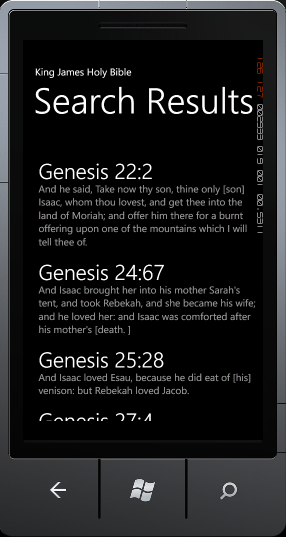 King James Holy Bible
Search Results
Genesis 22:2
And he said, Take now thy son, thine only [son]
Isaac, whom thou lovest, and get thee into the
land of Moriah; and offer him there for a burnt
offering upon one of the mountains which I will
tell thee of.
Genesis 24:67
And Isaac brought her into his mother Sarah's
tent, and took Rebekah, and she became his wife;
and he loved her: and Isaac was comforted after
his mother's [death. ]
Genesis 25:28
And Isaac loved Esau, because he did eat of [his]
venison: but Rebekah loved Jacob.
Genesis 27:4